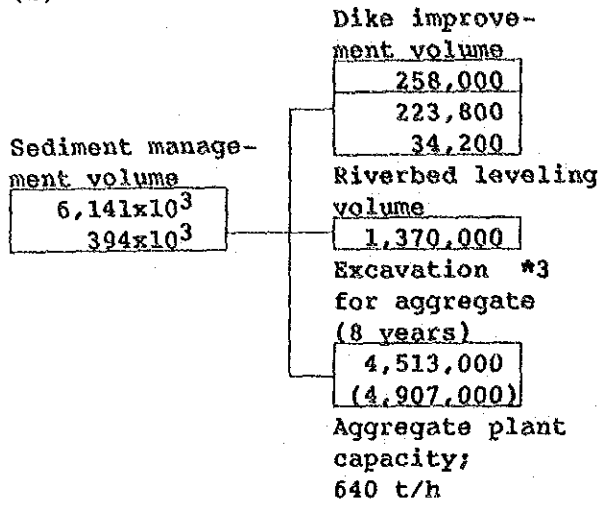 Dike improve-
ment volume
258,000
223,800
34,200
Sediment manage-
ment volume
6,141x10³
394x10³
Riverbed leveling
volume
1,370,000
Excavation *3
for aggregate
(8 years)
4,513,000
(4,907,000)
Aggregate plant
capacity;
640 t/h